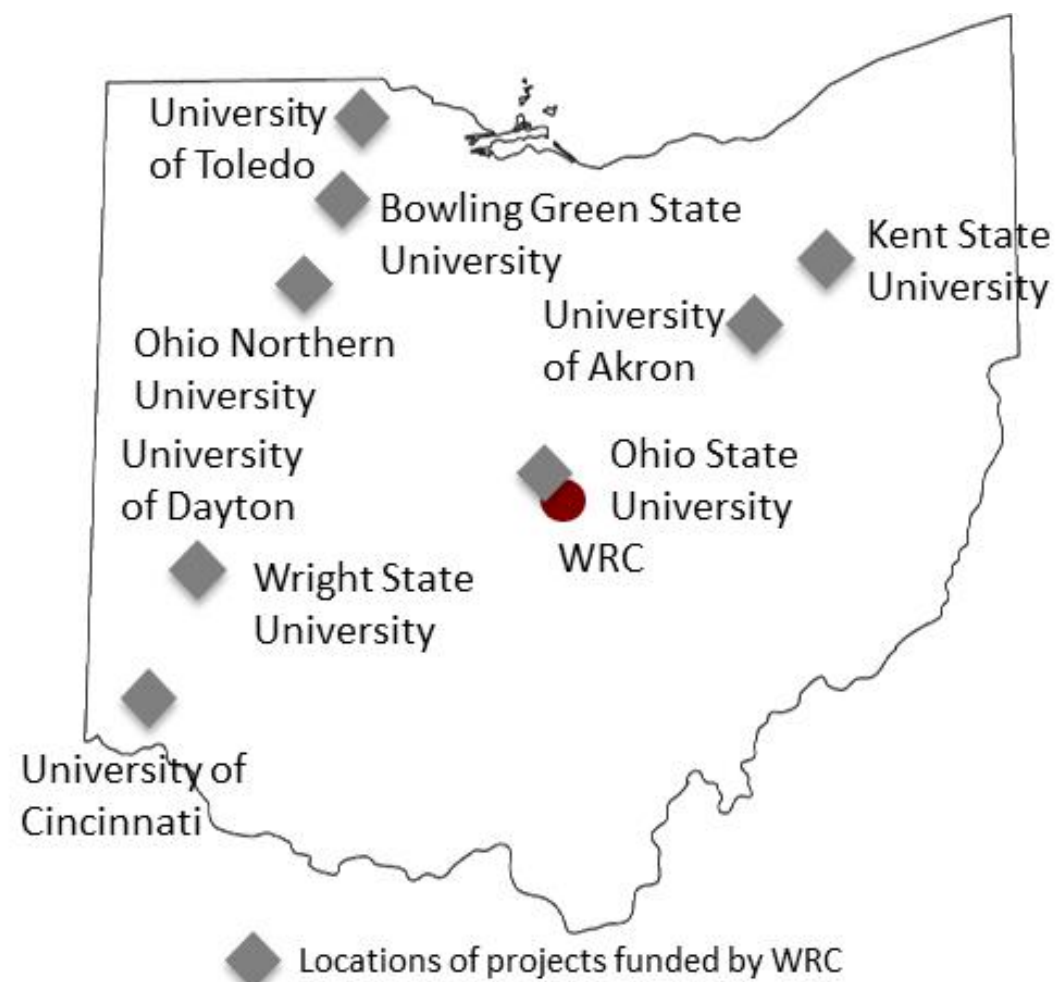 University
of Toledo
Bowling Green State
University
Kent State
University
University
of Akron
Ohio Northern
University
University
of Dayton
Ohio State
University
WRC
Wright State
University
University of
Cincinnati
Locations of projects funded by WRC